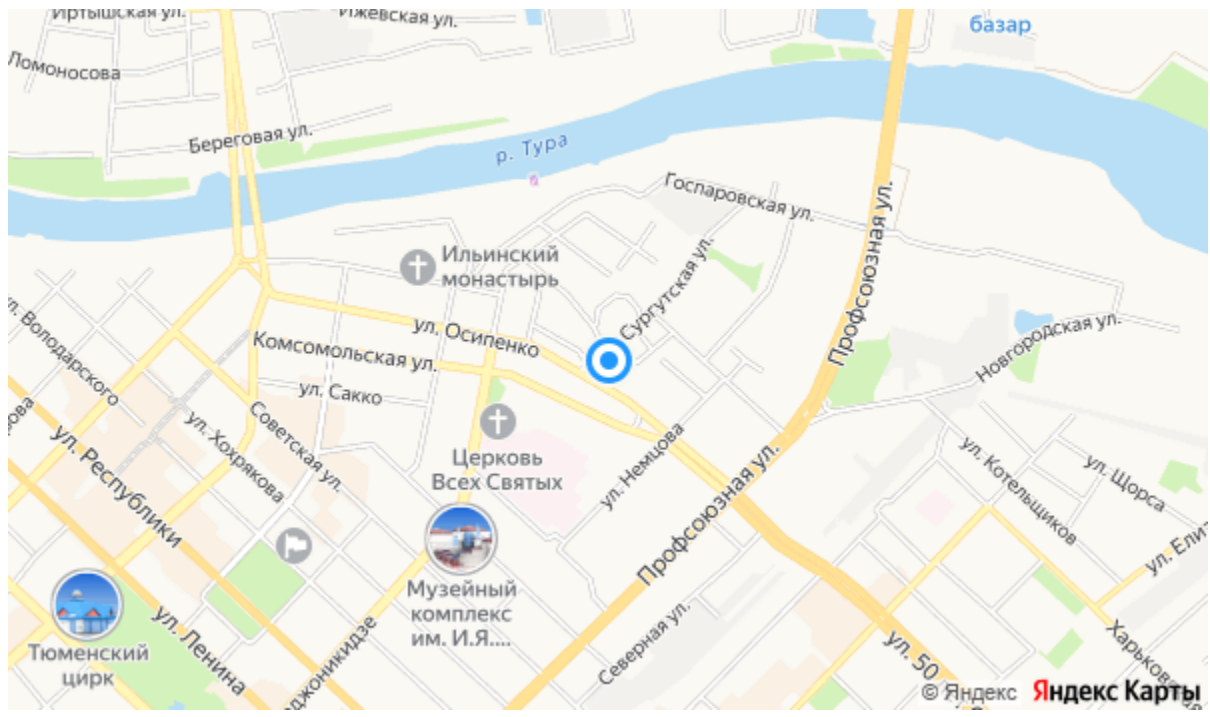 Иртышская ул.
Ижевская ул.
базар
Ломоносова
Береговая ул.
р. Тура
Госпаровская ул.
Профсоюзная ул.
Ильинский
монастырь
Сургутская ул.
ул. Осипенко
Комсомольская ул.
Новгородская ул.
ул. Володарского
ул. Сакко
ул. Хохрякова
Советская ул.
ул. Республики
Церковь
Всех Святых
ул. Немцова
Профсоюзная ул.
ул. Котельщиков
ул. Щорса
ул. Ели
Музейный
комплекс
им. И.Я....
Тюменский
цирк
ул. Ленина
джоникидзе
Северная ул.
ул. 50
Харьковская
© Яндекс Яндекс Карты